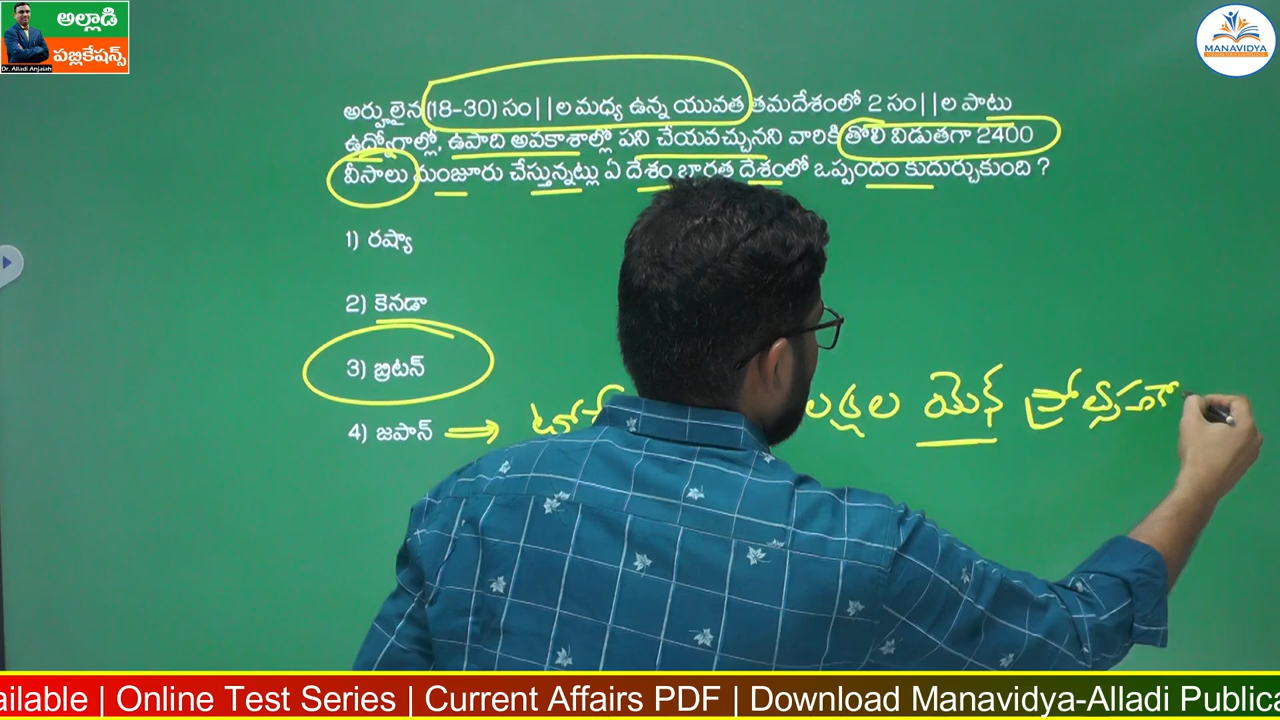 అల్లాడి
పబ్లికేషన్స్
Dr. Alladi Anjaiah
MANAVIDYA
అర్హులైన (18-30) సం||ల మధ్య ఉన్న యువత తమదేశంలో 2 సం||ల పాటు
ఉద్యోగాల్లో, ఉపాది అవకాశాల్లో పని చేయవచ్చునని వారికి తొలి విడుతగా 2400
వీసాలు మంజూరు చేస్తున్నట్లు ఏ దేశం భారత దేశంలో ఒప్పందం కుదుర్చుకుంది ?
1) రష్యా
2) కెనడా
3) బ్రిటన్
4) జపాన్ → లక్షల యెన్
ailable | Online Test Series | Current Affairs PDF | Download Manavidya-Alladi Publica